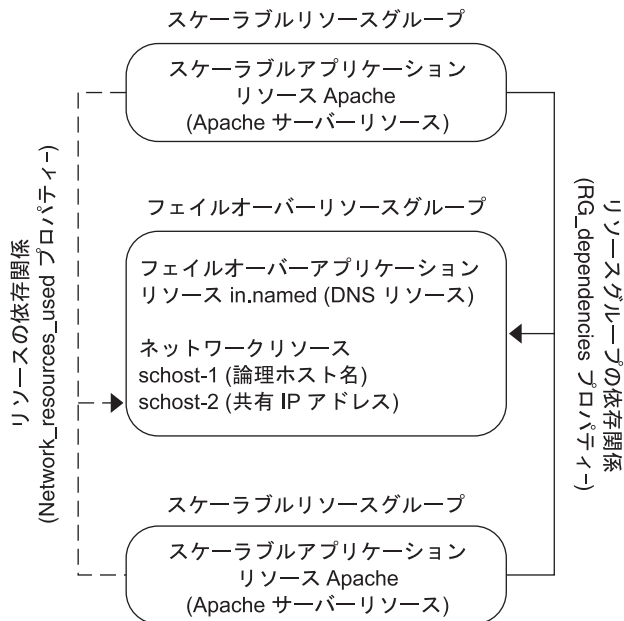 スケーラブルリソースグループ
スケーラブルアプリケーション
リソース Apache
(Apache サーバーリソース)
フェイルオーバーリソースグループ
フェイルオーバーアプリケーション
リソース in.named (DNS リソース)
ネットワークリソース
schost-1 (論理ホスト名)
schost-2 (共有 IP アドレス)
スケーラブルリソースグループ
スケーラブルアプリケーション
リソース Apache
(Apache サーバーリソース)
リソースの依存関係
(Network_resources_used プロパティー)
リソースグループの依存関係
(RG_dependencies プロパティー)